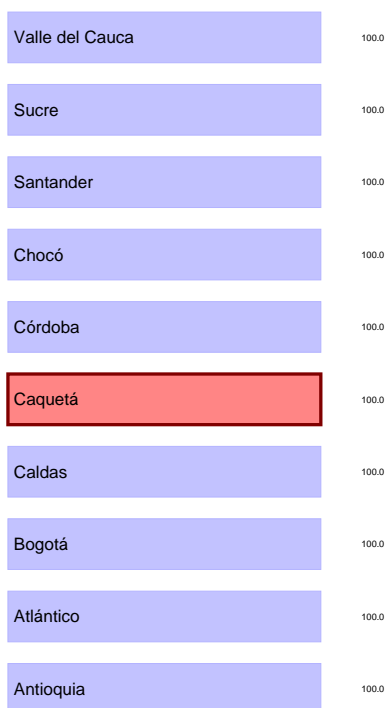 Valle del Cauca 100.0
Sucre 100.0
Santander 100.0
Chocó 100.0
Córdoba 100.0
Caquetá 100.0
Caldas 100.0
Bogotá 100.0
Atlántico 100.0
Antioquia 100.0